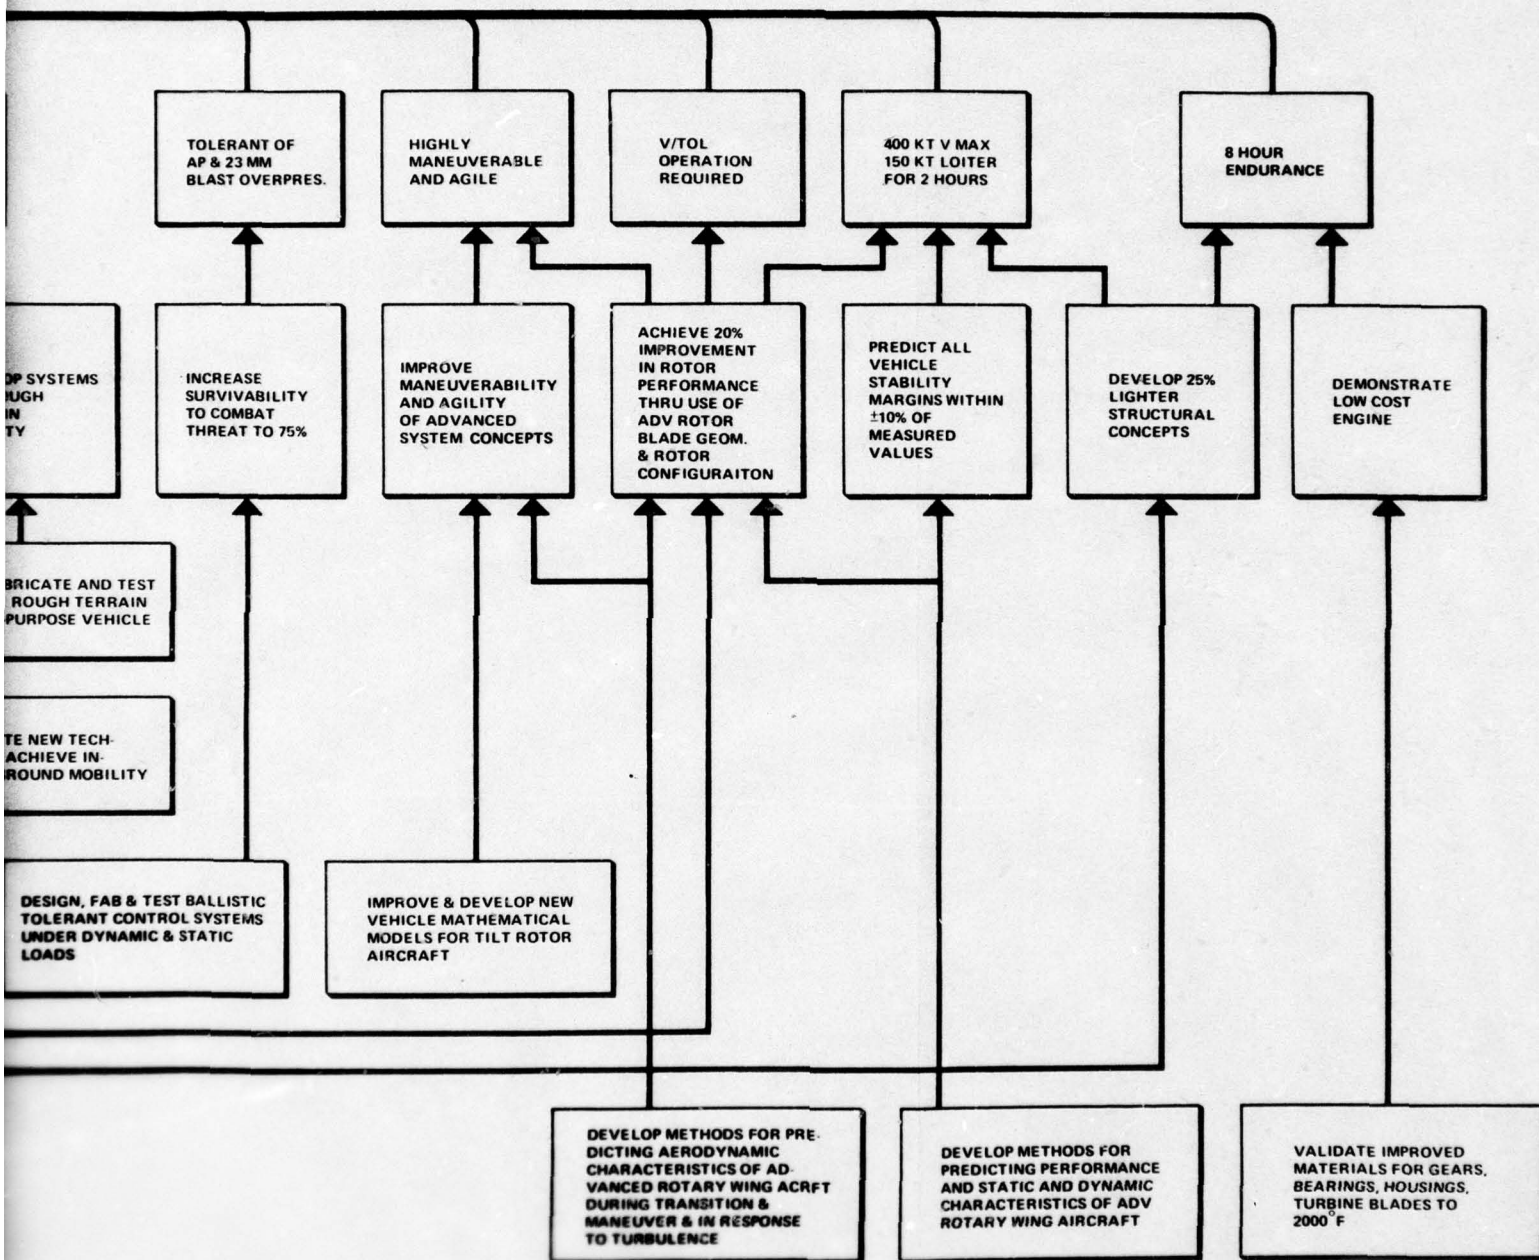 TOLERANT OF
AP & 23 MM
BLAST OVERPRES.
HIGHLY
MANEUVERABLE
AND AGILE
V/TOL
OPERATION
REQUIRED
400 KT V MAX
150 KT LOITER
FOR 2 HOURS
8 HOUR
ENDURANCE
SYSTEMS
IN
TY
INCREASE
SURVIVABILITY
TO COMBAT
THREAT TO 75%
IMPROVE
MANEUVERABILITY
AND AGILITY
OF ADVANCED
SYSTEM CONCEPTS
ACHIEVE 20%
IMPROVEMENT
IN ROTOR
PERFORMANCE
THRU USE OF
ADV ROTOR
BLADE GEOM.
& ROTOR
CONFIGURAITON
PREDICT ALL
VEHICLE
STABILITY
MARGINS WITHIN
±10% OF
MEASURED
VALUES
DEVELOP 25%
LIGHTER
STRUCTURAL
CONCEPTS
DEMONSTRATE
LOW COST
ENGINE
BRICATE AND TEST
ROUGH TERRAIN
PURPOSE VEHICLE
TE NEW TECH-
ACHIEVE IN-
ROUND MOBILITY
DESIGN, FAB & TEST BALLISTIC
TOLERANT CONTROL SYSTEMS
UNDER DYNAMIC & STATIC
LOADS
IMPROVE & DEVELOP NEW
VEHICLE MATHEMATICAL
MODELS FOR TILT ROTOR
AIRCRAFT
DEVELOP METHODS FOR PRE-
DICTING AERODYNAMIC
CHARACTERISTICS OF AD-
VANCED ROTARY WING ACRFT
DURING TRANSITION &
MANEUVER & IN RESPONSE
TO TURBULENCE
DEVELOP METHODS FOR
PREDICTING PERFORMANCE
AND STATIC AND DYNAMIC
CHARACTERISTICS OF ADV
ROTARY WING AIRCRAFT
VALIDATE IMPROVED
MATERIALS FOR GEARS,
BEARINGS, HOUSINGS,
TURBINE BLADES TO
2000°F